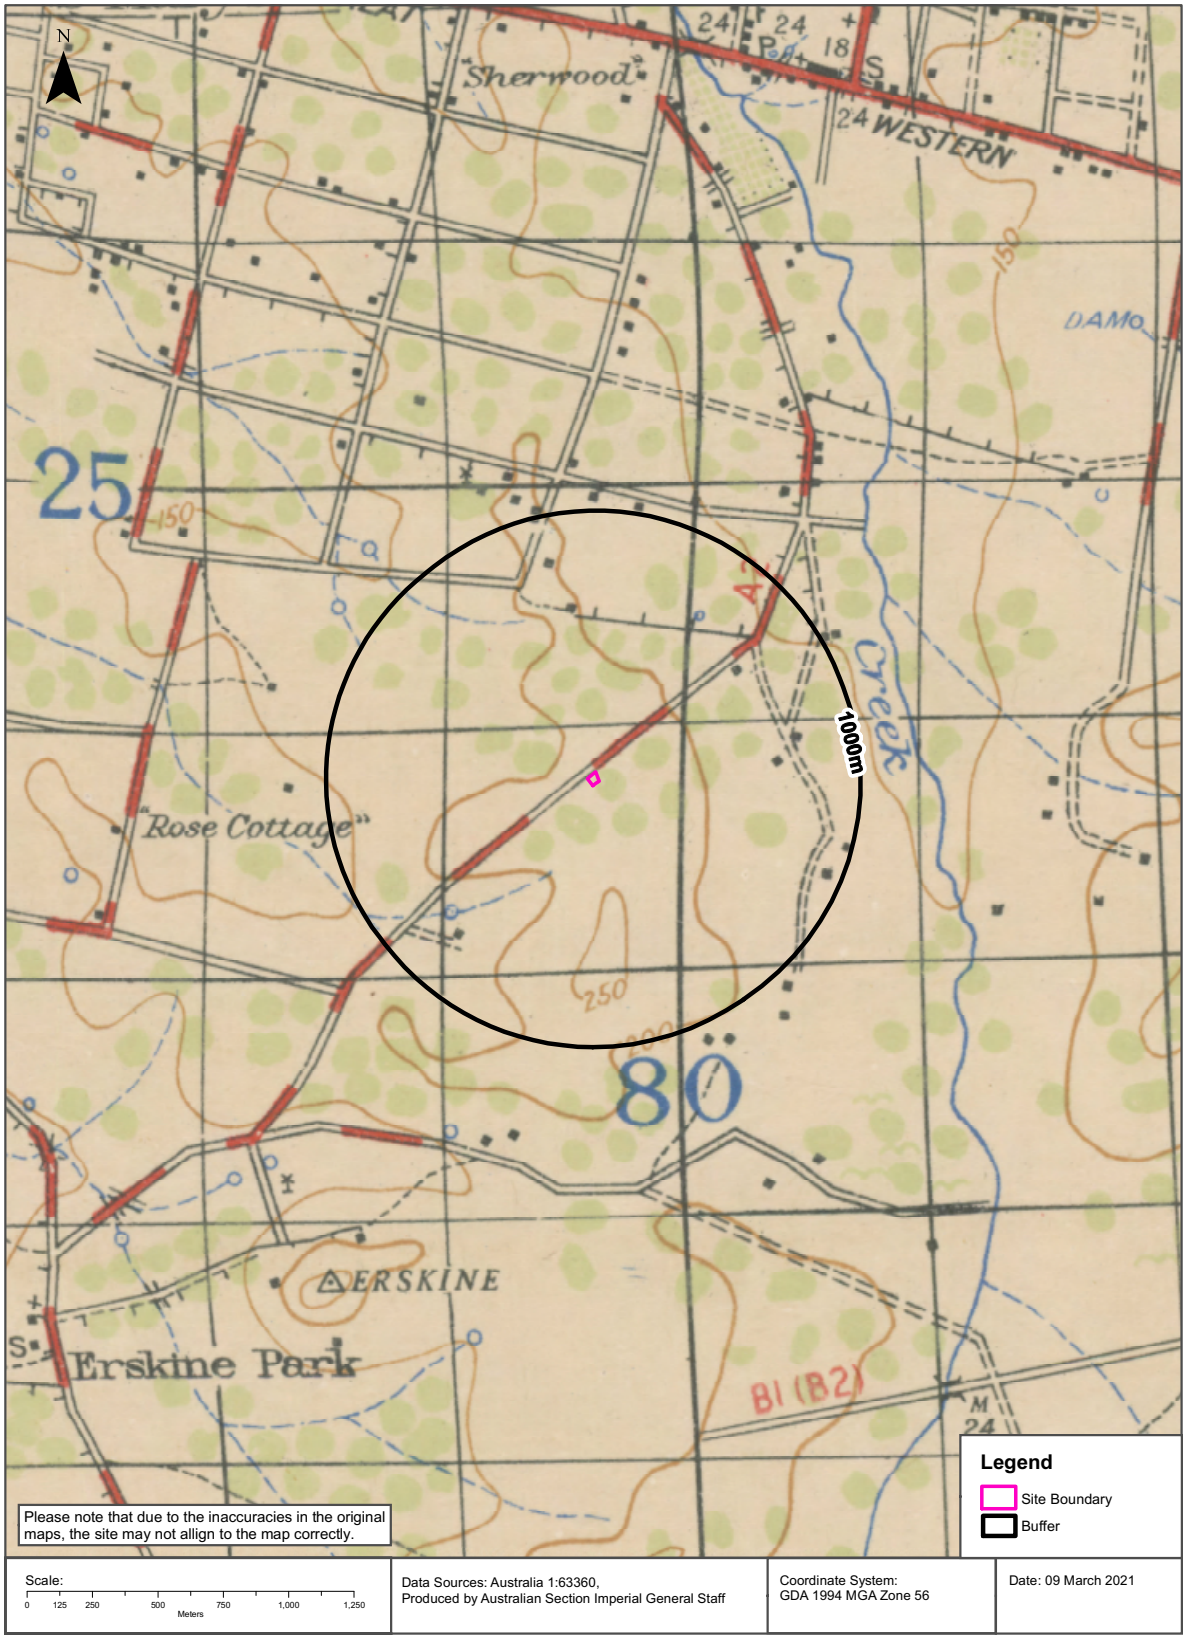 N
24
24
+
18
P
S
"Sherwood"
24 WESTERN
150
DAM
25
150
A2
Creek
1000m
"Rose Cottage"
250
200
80
ERSKINE
S
Erskine Park
B1 (B2)
M
24
Legend
Site Boundary
Buffer
Please note that due to the inaccuracies in the original
maps, the site may not allign to the map correctly.
Scale:
0 125 250 500 750 1,000 1,250
Meters
Data Sources: Australia 1:63360,
Produced by Australian Section Imperial General Staff
Coordinate System:
GDA 1994 MGA Zone 56
Date: 09 March 2021